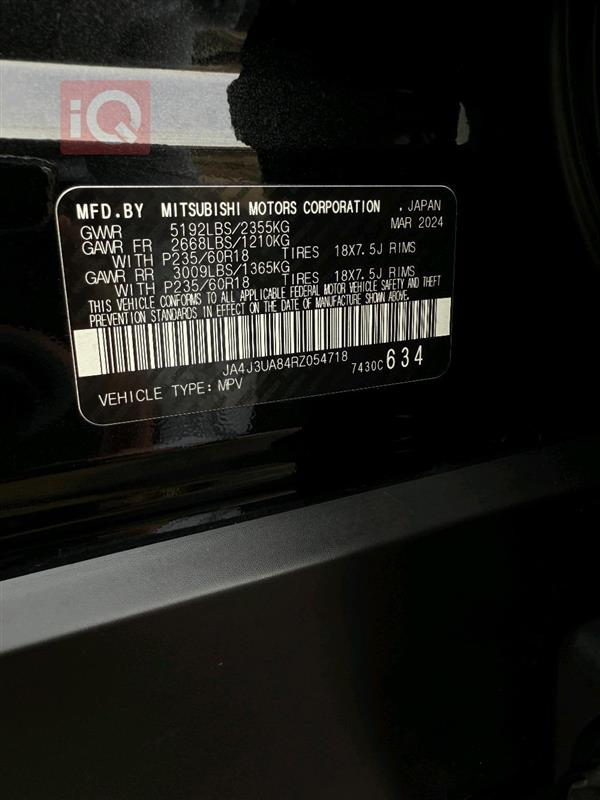 iQ
MFD.BY MITSUBISHI MOTORS CORPORATION , JAPAN
GVWR 5192LBS/2355KG MAR 2024
GAWR FR 2668LBS/1210KG
WITH P235/60R18 TIRES 18X7.5J RIMS
GAWR RR 3009LBS/1365KG
WITH P235/60R18 TIRES 18X7.5J RIMS
THIS VEHICLE CONFORMS TO ALL APPLICABLE FEDERAL MOTOR VEHICLE SAFETY AND THEFT
PREVENTION STANDARDS IN EFFECT ON THE DATE OF MANUFACTURE SHOWN ABOVE.
JA4J3UA84RZ054718 7430C 634
VEHICLE TYPE: MPV